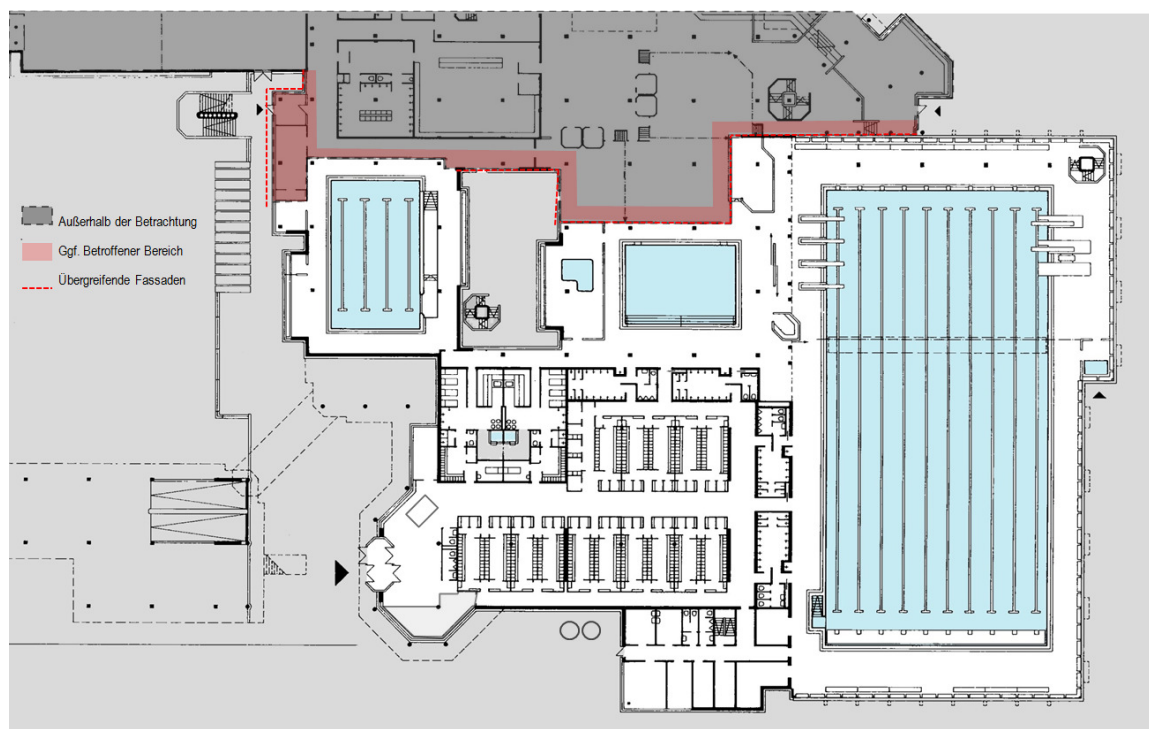 Außerhalb der Betrachtung
Ggf. Betroffener Bereich
Übergreifende Fassaden